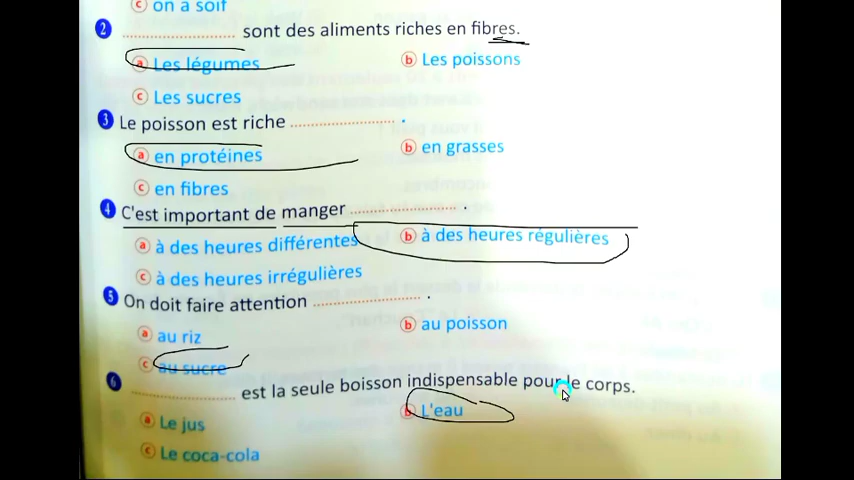 c on a soif
2 .................... sont des aliments riches en fibres.
a Les légumes b Les poissons
c Les sucres
3 Le poisson est riche .................... .
a en protéines b en grasses
c en fibres
4 C'est important de manger .................... .
a à des heures différentes b à des heures régulières
c à des heures irrégulières
5 On doit faire attention .................... .
a au riz b au poisson
c au sucre
6 .................... est la seule boisson indispensable pour le corps.
a Le jus b L'eau
c Le coca-cola